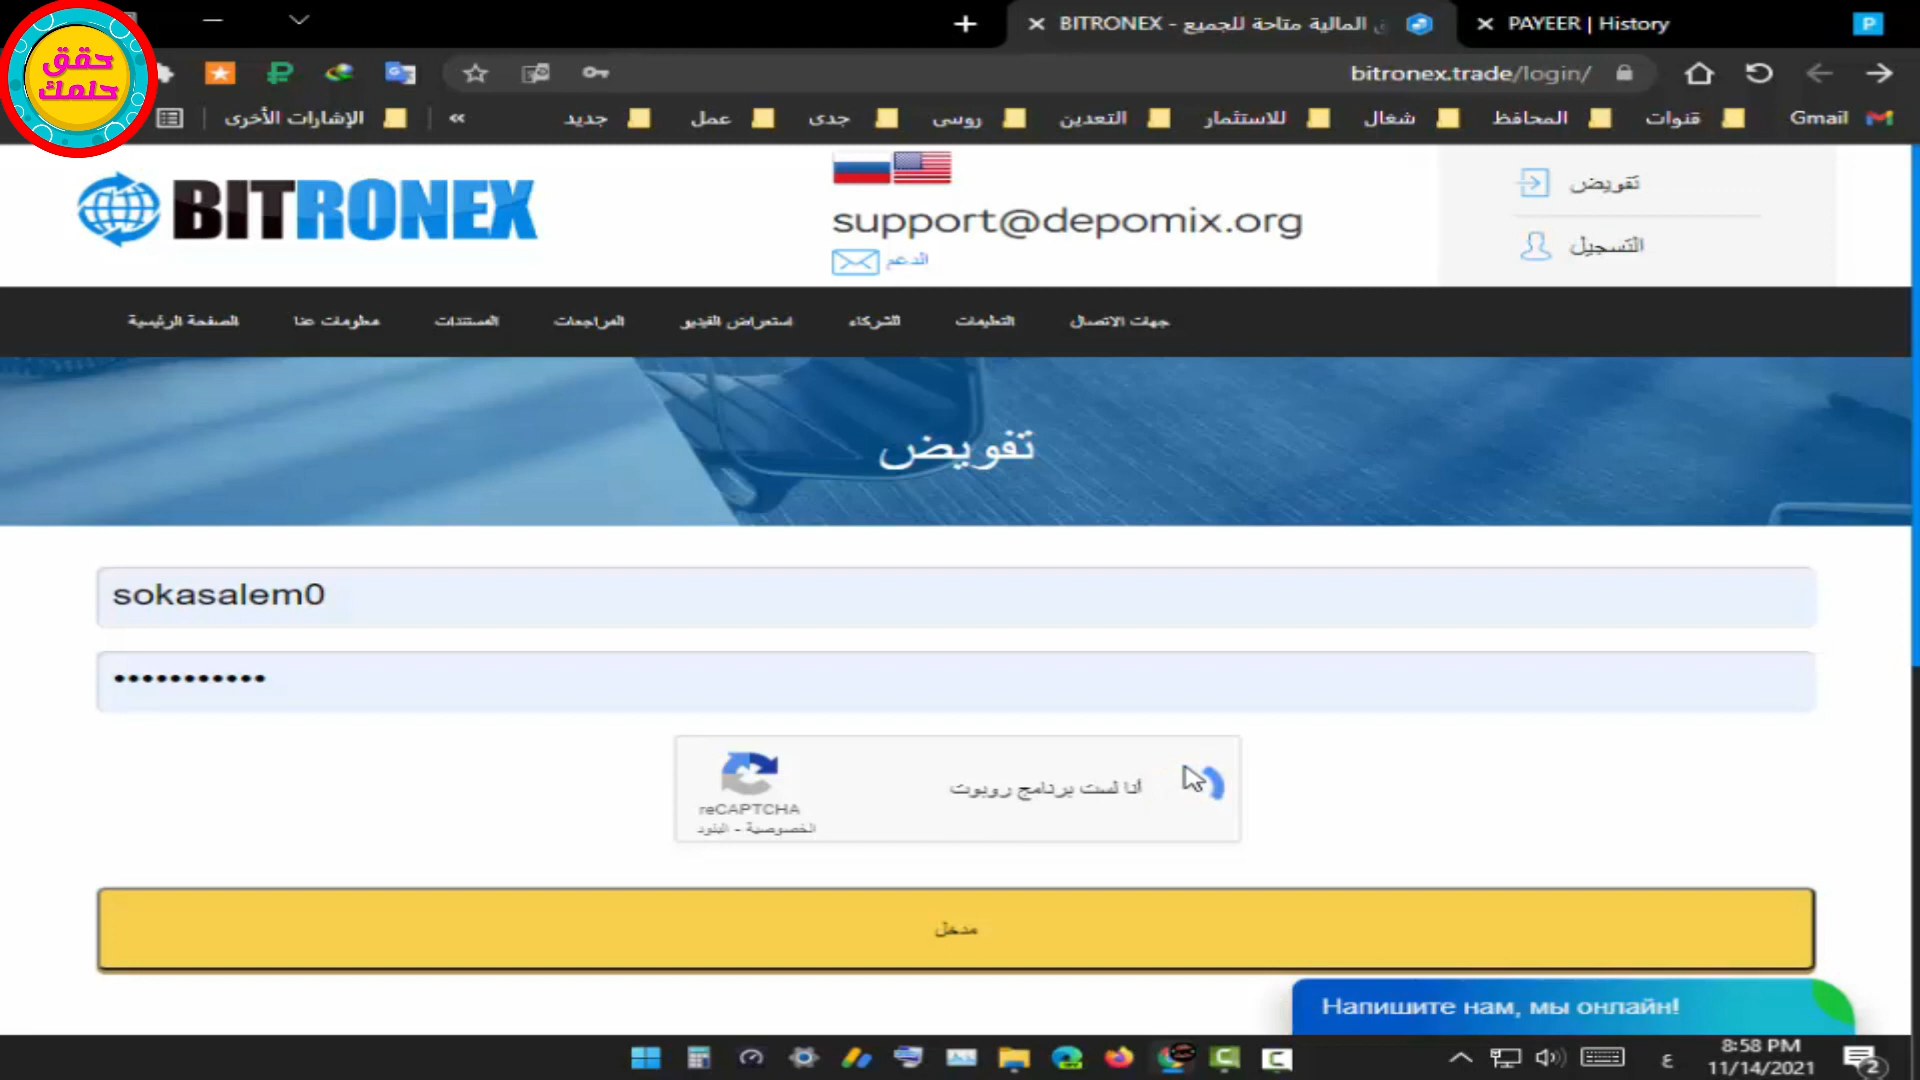 حقق
حلمك
BITRONEX - ق المالية متاحة للجميع
PAYEER | History
P
bitronex.trade/login/
الإشارات الأخرى
»
جديد
عمل
جدى
روسى
التعدين
للاستثمار
شغال
المحافظ
قنوات
Gmail
BITRONEX
support@depomix.org
الدعم
تفويض
التسجيل
الصفحة الرئيسية
معلومات عنا
المستندات
المراجعات
استعراض الفيديو
للشركاء
التعليمات
جهات الاتصال
تفويض
sokasalem0
•••••••••••
أنا لست برنامج روبوت
reCAPTCHA
الخصوصية - البنود
مدخل
Напишите нам, мы онлайн!
ع
8:58 PM
11/14/2021
2